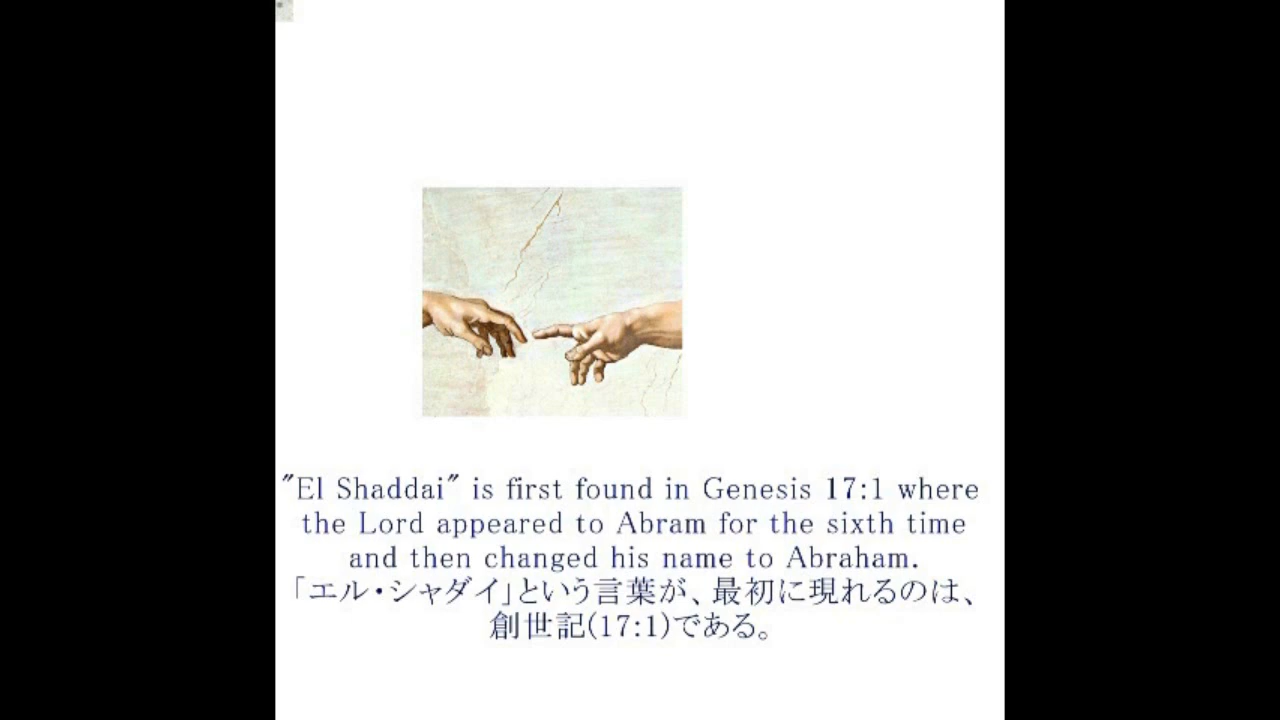 "El Shaddai" is first found in Genesis 17:1 where
the Lord appeared to Abram for the sixth time
and then changed his name to Abraham.
「エル・シャダイ」という言葉が、最初に現れるのは、
創世記(17:1)である。